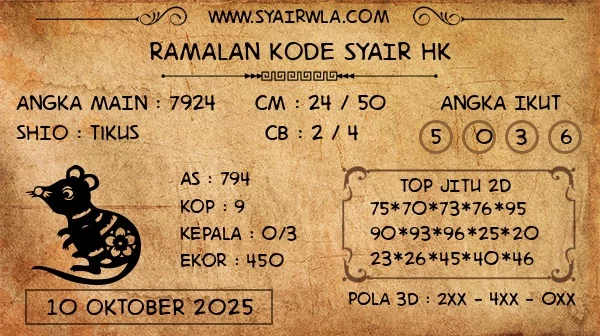 WWW.SYAIRWLA.COM
RAMALAN KODE SYAIR HK
ANGKA MAIN : 7924
CM : 24 / 50
ANGKA IKUT
SHIO : TIKUS
CB : 2 / 4
5 0 3 6
AS : 794
KOP : 9
KEPALA : 0/3
EKOR : 450
TOP JITU 2D
75*70*73*76*95
90*93*96*25*20
23*26*45*40*46
10 OKTOBER 2025
POLA 3D : 2XX - 4XX - 0XX